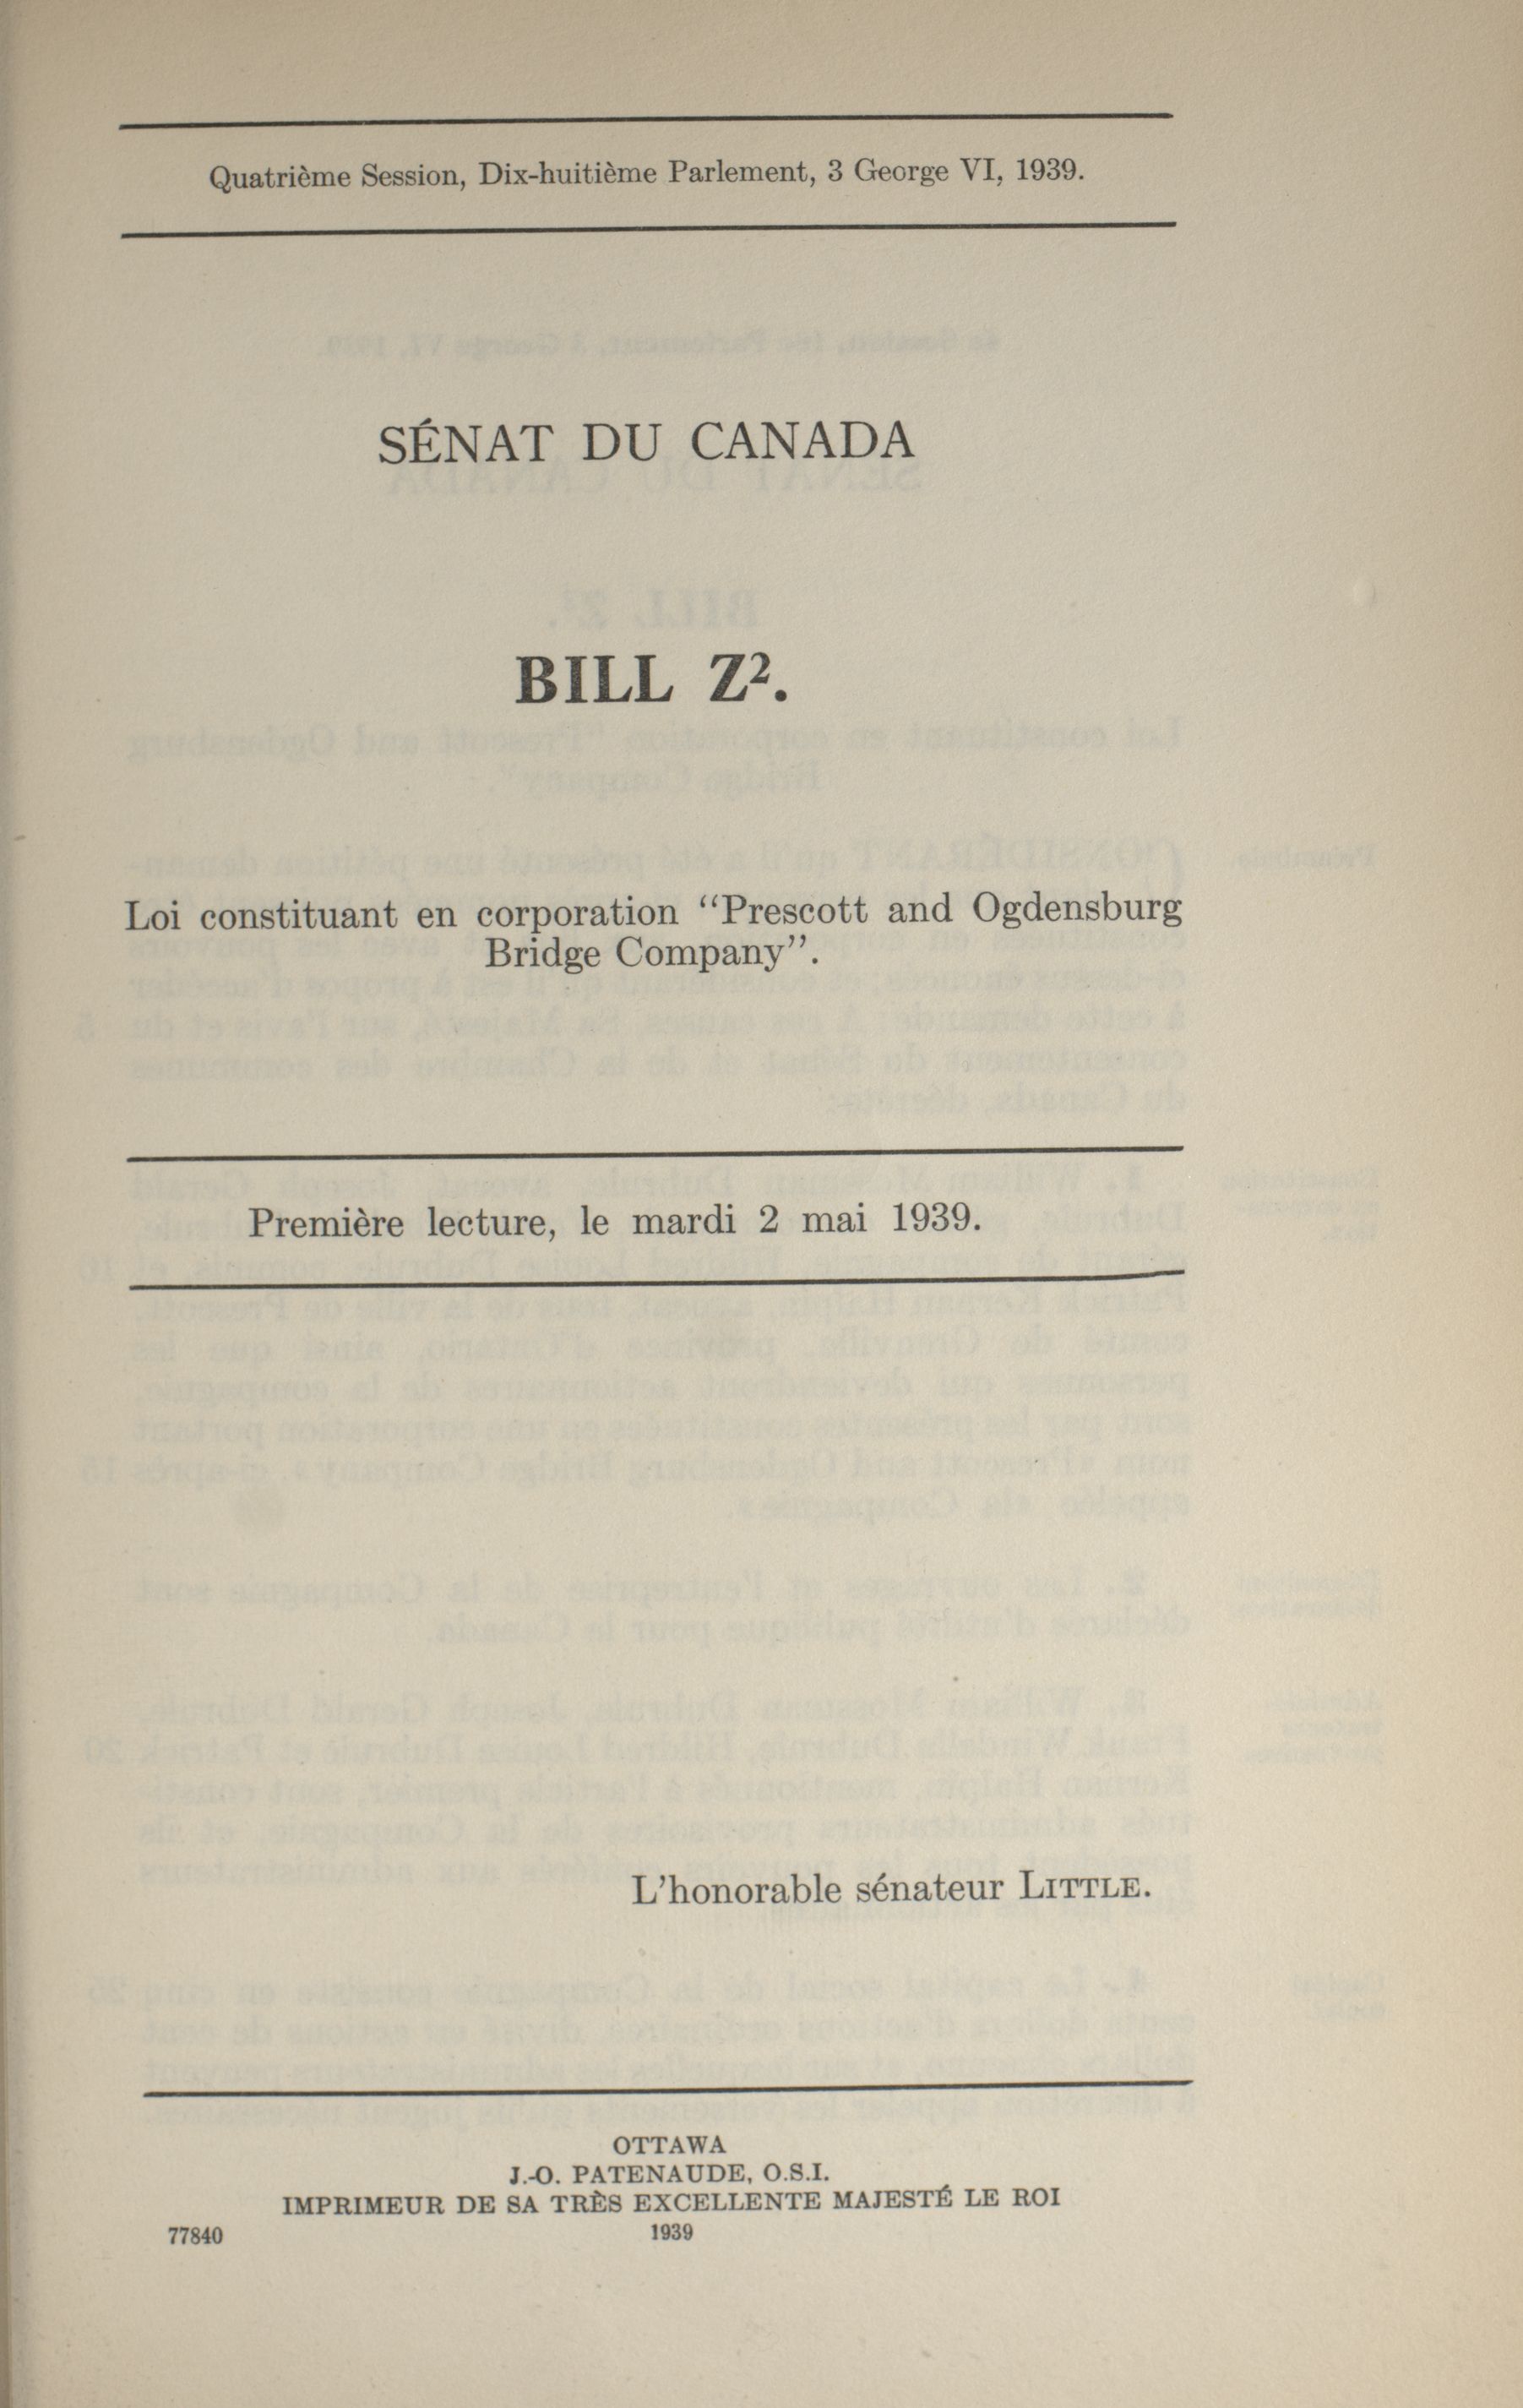 Quatrième Session, Dix-huitième Parlement, 3 George VI, 1939.
SÉNAT DU CANADA
BILL Z².
Loi constituant en corporation “Prescott and Ogdensburg
Bridge Company”.
Première lecture, le mardi 2 mai 1939.
L’honorable sénateur LITTLE.
OTTAWA
J.-O. PATENAUDE, O.S.I.
IMPRIMEUR DE SA TRÈS EXCELLENTE MAJESTÉ LE ROI
77840 1939